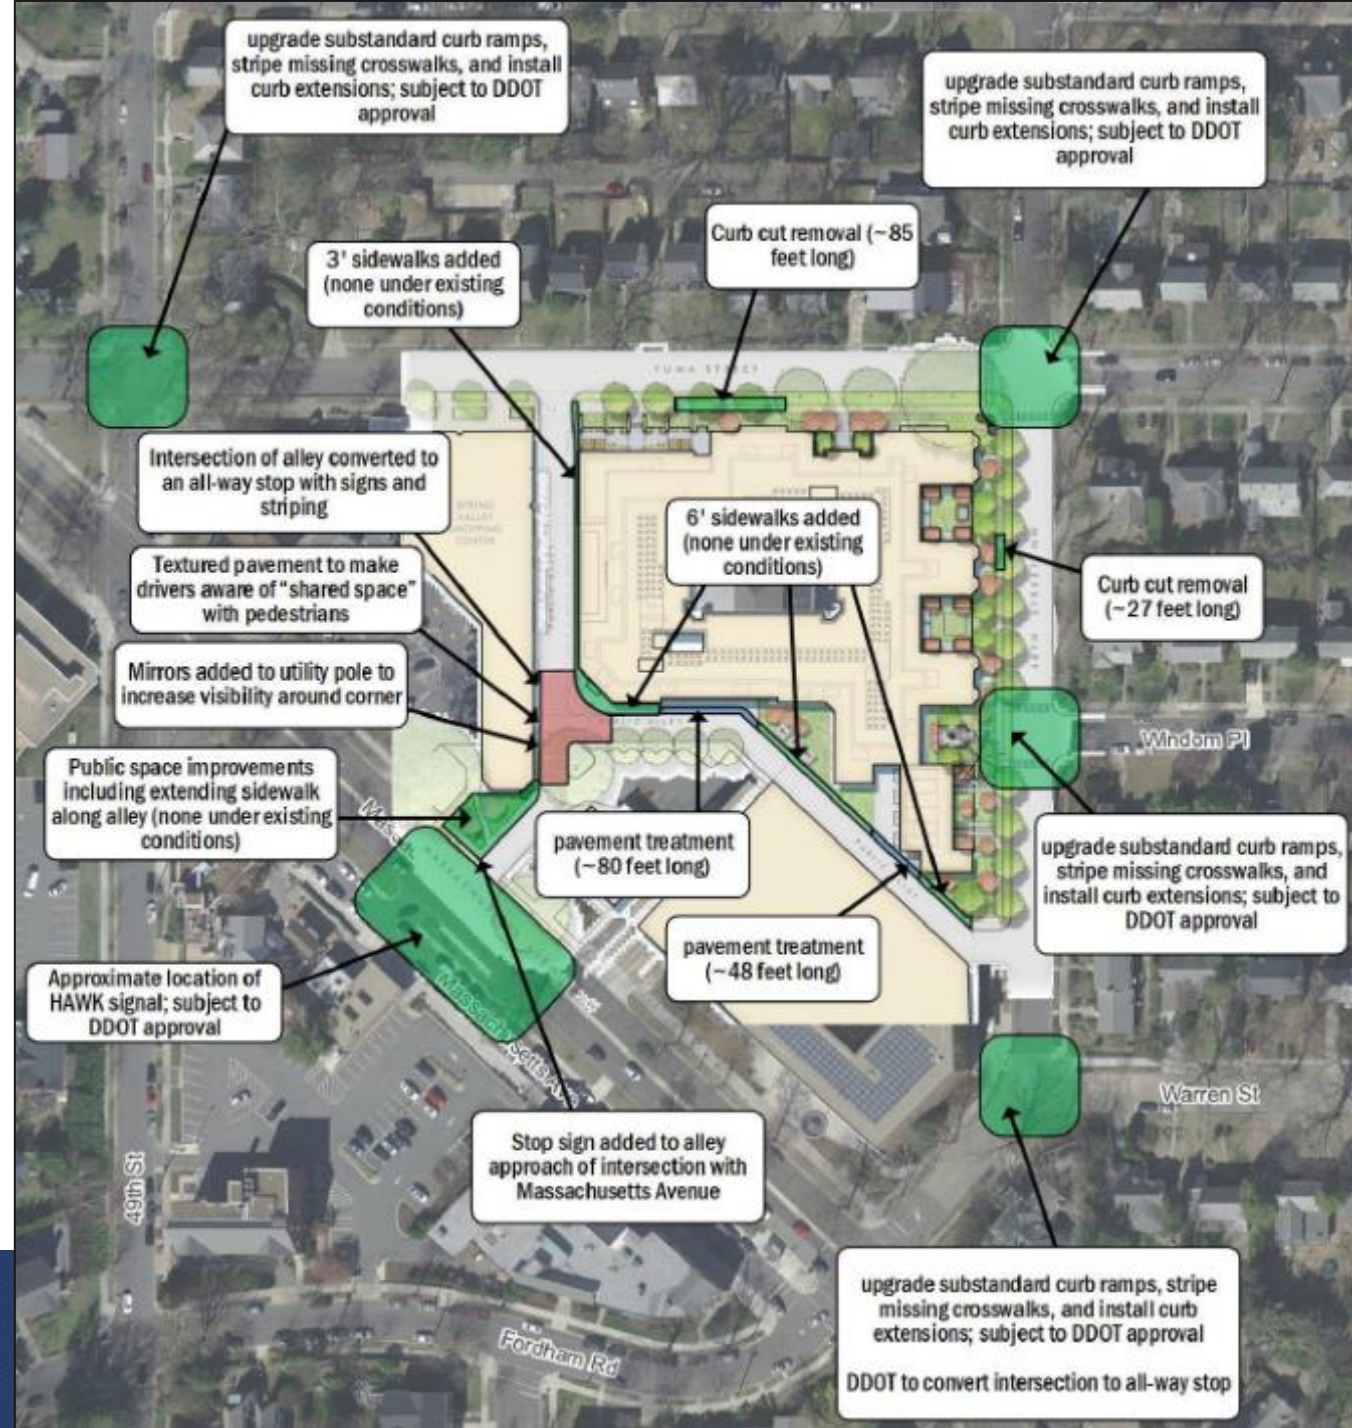 upgrade substandard curb ramps,
stripe missing crosswalks, and install
curb extensions; subject to DDOT
approval
upgrade substandard curb ramps,
stripe missing crosswalks, and install
curb extensions; subject to DDOT
approval
Curb cut removal (~85
feet long)
3' sidewalks added
(none under existing
conditions)
YUMA STREET
Intersection of alley converted to
an all-way stop with signs and
striping
SPRING
VALLEY
SHOPPING
CENTER
6' sidewalks added
(none under existing
conditions)
Textured pavement to make
drivers aware of “shared space”
with pedestrians
Curb cut removal
(~27 feet long)
Mirrors added to utility pole to
increase visibility around corner
Windom Pl
Public space improvements
including extending sidewalk
along alley (none under existing
conditions)
pavement treatment
(~80 feet long)
upgrade substandard curb ramps,
stripe missing crosswalks, and
install curb extensions; subject to
DDOT approval
pavement treatment
(~48 feet long)
Approximate location of
HAWK signal; subject to
DDOT approval
Warren St
Stop sign added to alley
approach of intersection with
Massachusetts Avenue
49th St
Fordham Rd
upgrade substandard curb ramps, stripe
missing crosswalks, and install curb
extensions; subject to DDOT approval
DDOT to convert intersection to all-way stop